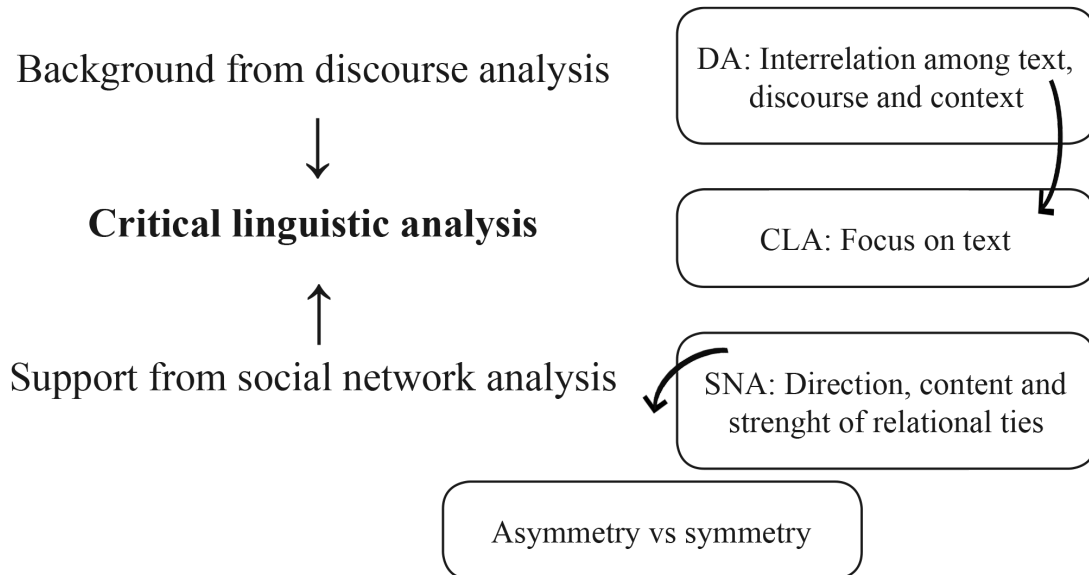 Background from discourse analysis
Critical linguistic analysis
Support from social network analysis
DA: Interrelation among text,
discourse and context
CLA: Focus on text
SNA: Direction, content and
strenght of relational ties
Asymmetry vs symmetry